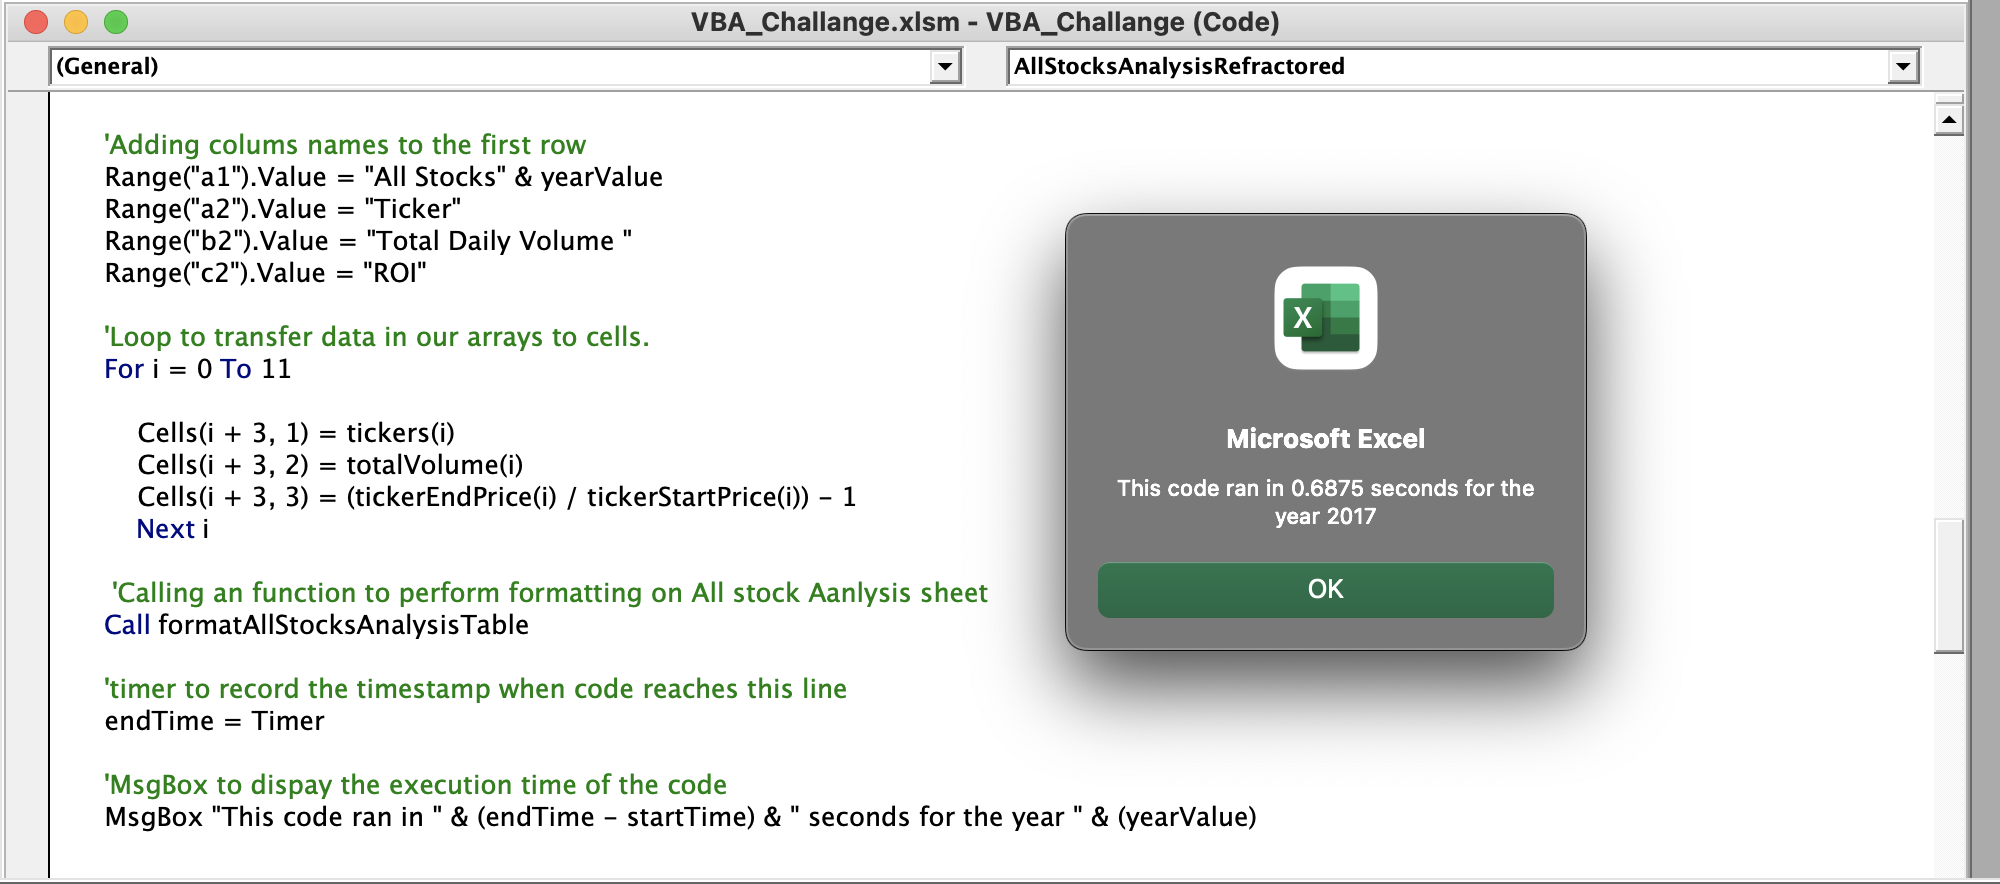 VBA_Challange.xlsm - VBA_Challange (Code)
(General)
AllStocksAnalysisRefractored
'Adding colums names to the first row
Range("a1").Value = "All Stocks" & yearValue
Range("a2").Value = "Ticker"
Range("b2").Value = "Total Daily Volume "
Range("c2").Value = "ROI"
'Loop to transfer data in our arrays to cells.
For i = 0 To 11
Cells(i + 3, 1) = tickers(i)
Cells(i + 3, 2) = totalVolume(i)
Cells(i + 3, 3) = (tickerEndPrice(i) / tickerStartPrice(i)) - 1
Next i
'Calling an function to perform formatting on All stock Aanlysis sheet
Call formatAllStocksAnalysisTable
'timer to record the timestamp when code reaches this line
endTime = Timer
'MsgBox to dispay the execution time of the code
MsgBox "This code ran in " & (endTime - startTime) & " seconds for the year " & (yearValue)
X
Microsoft Excel
This code ran in 0.6875 seconds for the
year 2017
OK